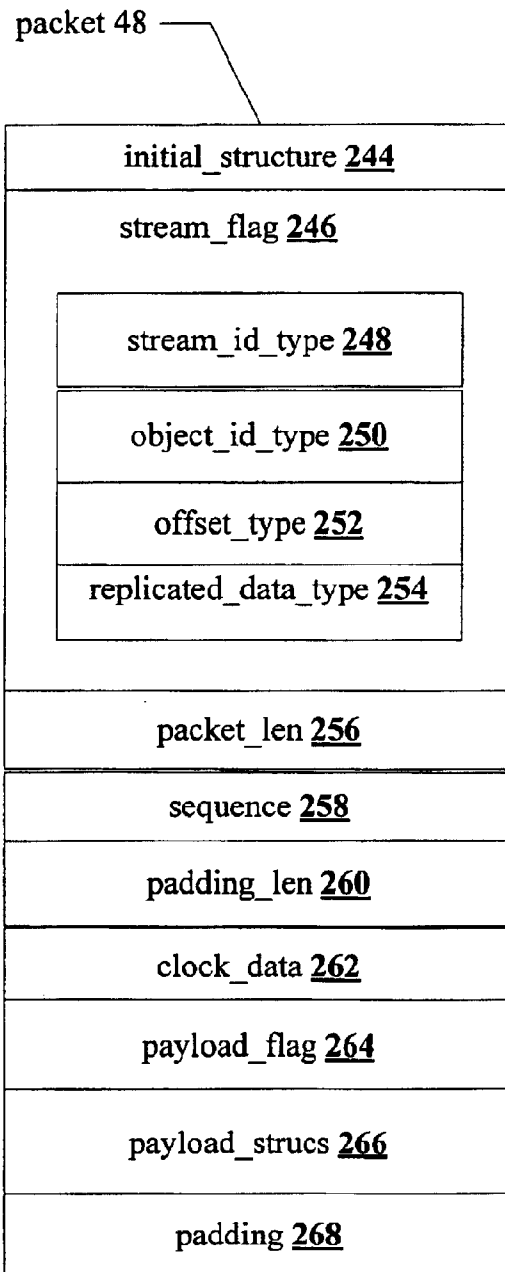 packet 48
initial_structure 244
stream_flag 246
stream_id_type 248
object_id_type 250
offset_type 252
replicated_data_type 254
packet_len 256
sequence 258
padding_len 260
clock_data 262
payload_flag 264
payload_strucs 266
padding 268